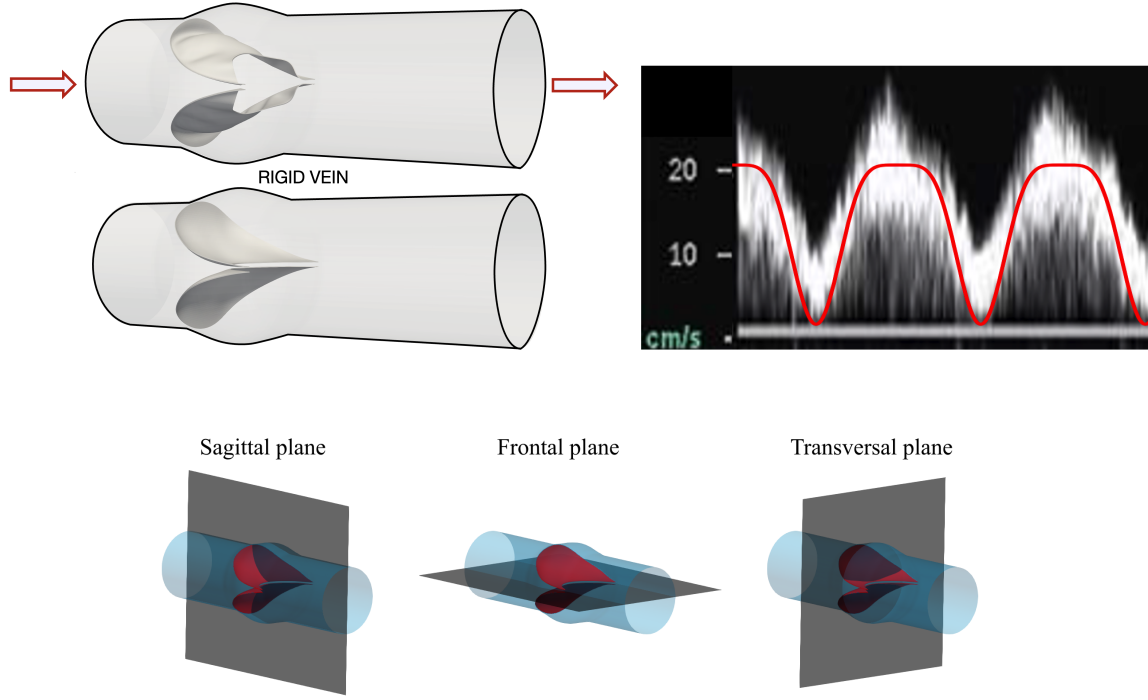 RIGID VEIN
20
10
cm/s
Sagittal plane
Frontal plane
Transversal plane